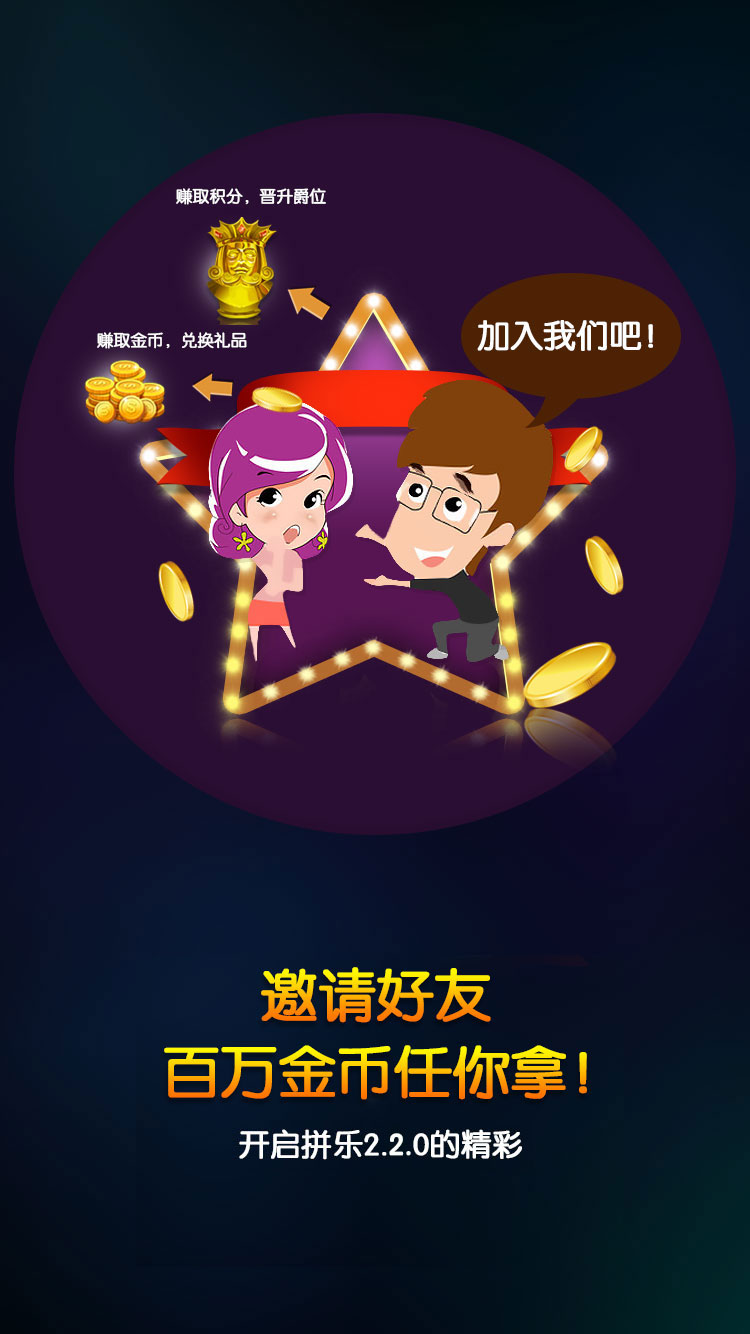 赚取积分，晋升爵位
加入我们吧！
赚取金币，兑换礼品
邀请好友
百万金币任你拿！
开启拼乐2.2.0的精彩